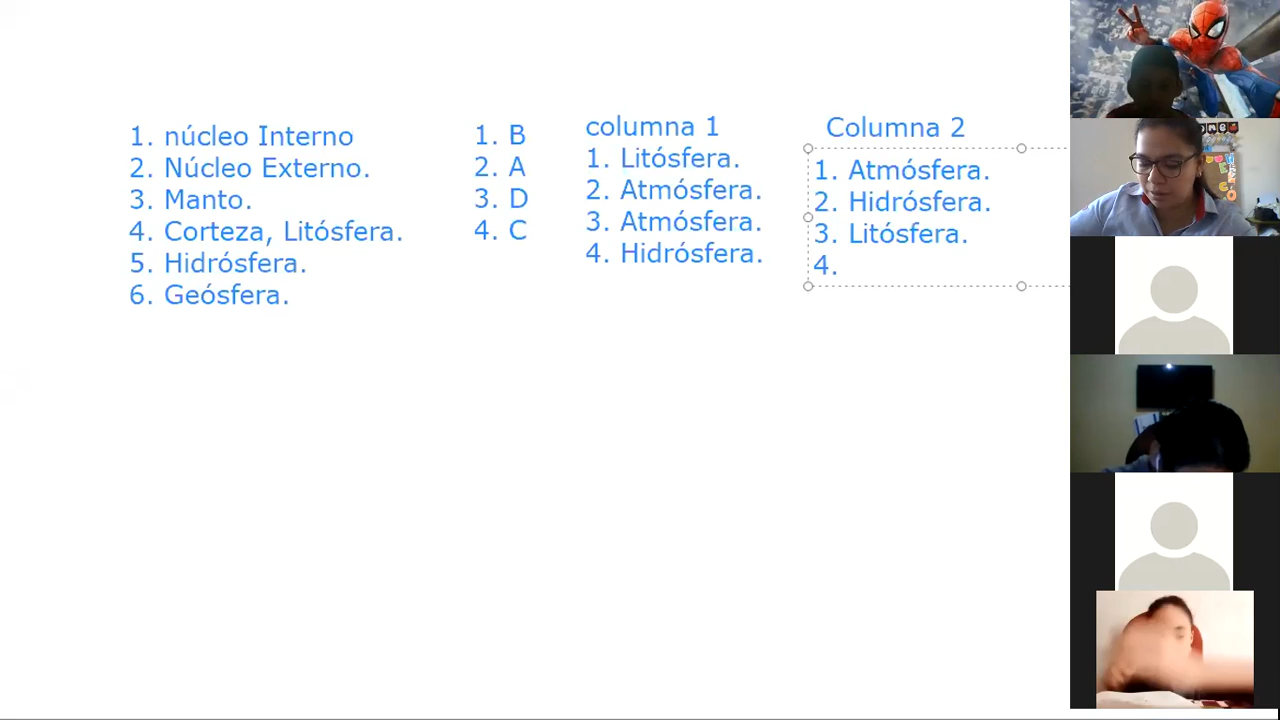 1. núcleo Interno
2. Núcleo Externo.
3. Manto.
4. Corteza, Litósfera.
5. Hidrósfera.
6. Geósfera.
1. B
2. A
3. D
4. C
columna 1
1. Litósfera.
2. Atmósfera.
3. Atmósfera.
4. Hidrósfera.
Columna 2
1. Atmósfera.
2. Hidrósfera.
3. Litósfera.
4.